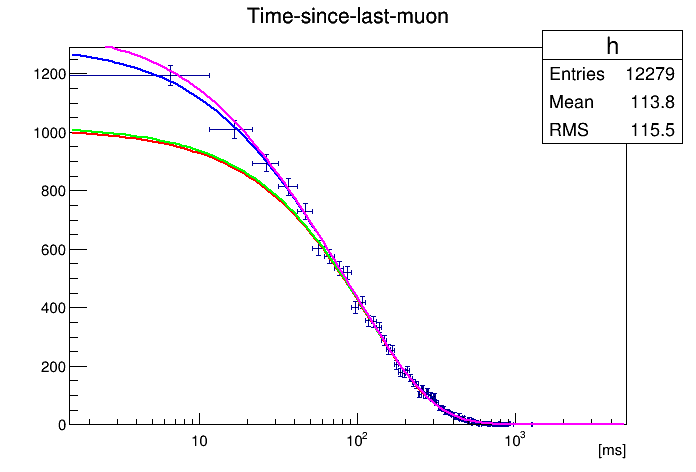 Time-since-last-muon
h
Entries 12279
Mean 113.8
RMS 115.5
1200
1000
800
600
400
200
0
10
10²
10³
[ms]